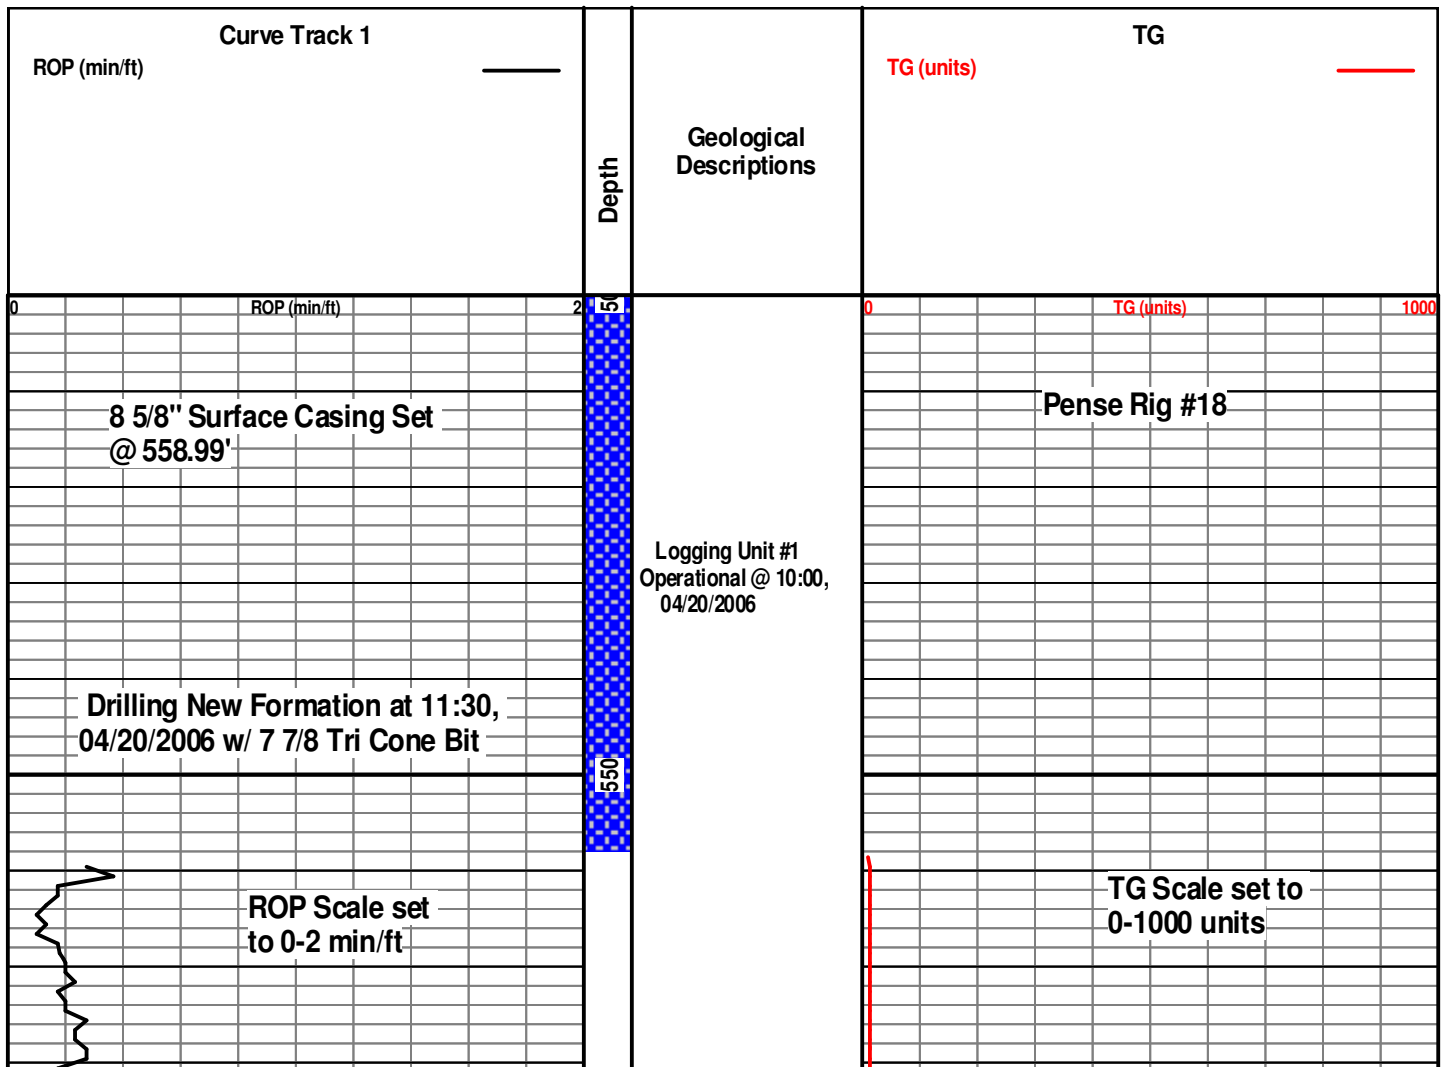 Curve Track 1
ROP (min/ft)
Depth
Geological
Descriptions
TG
TG (units)
0 ROP (min/ft) 2
50
0 TG (units) 1000
8 5/8" Surface Casing Set
@ 558.99'
Pense Rig #18
Logging Unit #1
Operational @ 10:00,
04/20/2006
Drilling New Formation at 11:30,
04/20/2006 w/ 7 7/8 Tri Cone Bit
550
ROP Scale set
to 0-2 min/ft
TG Scale set to
0-1000 units